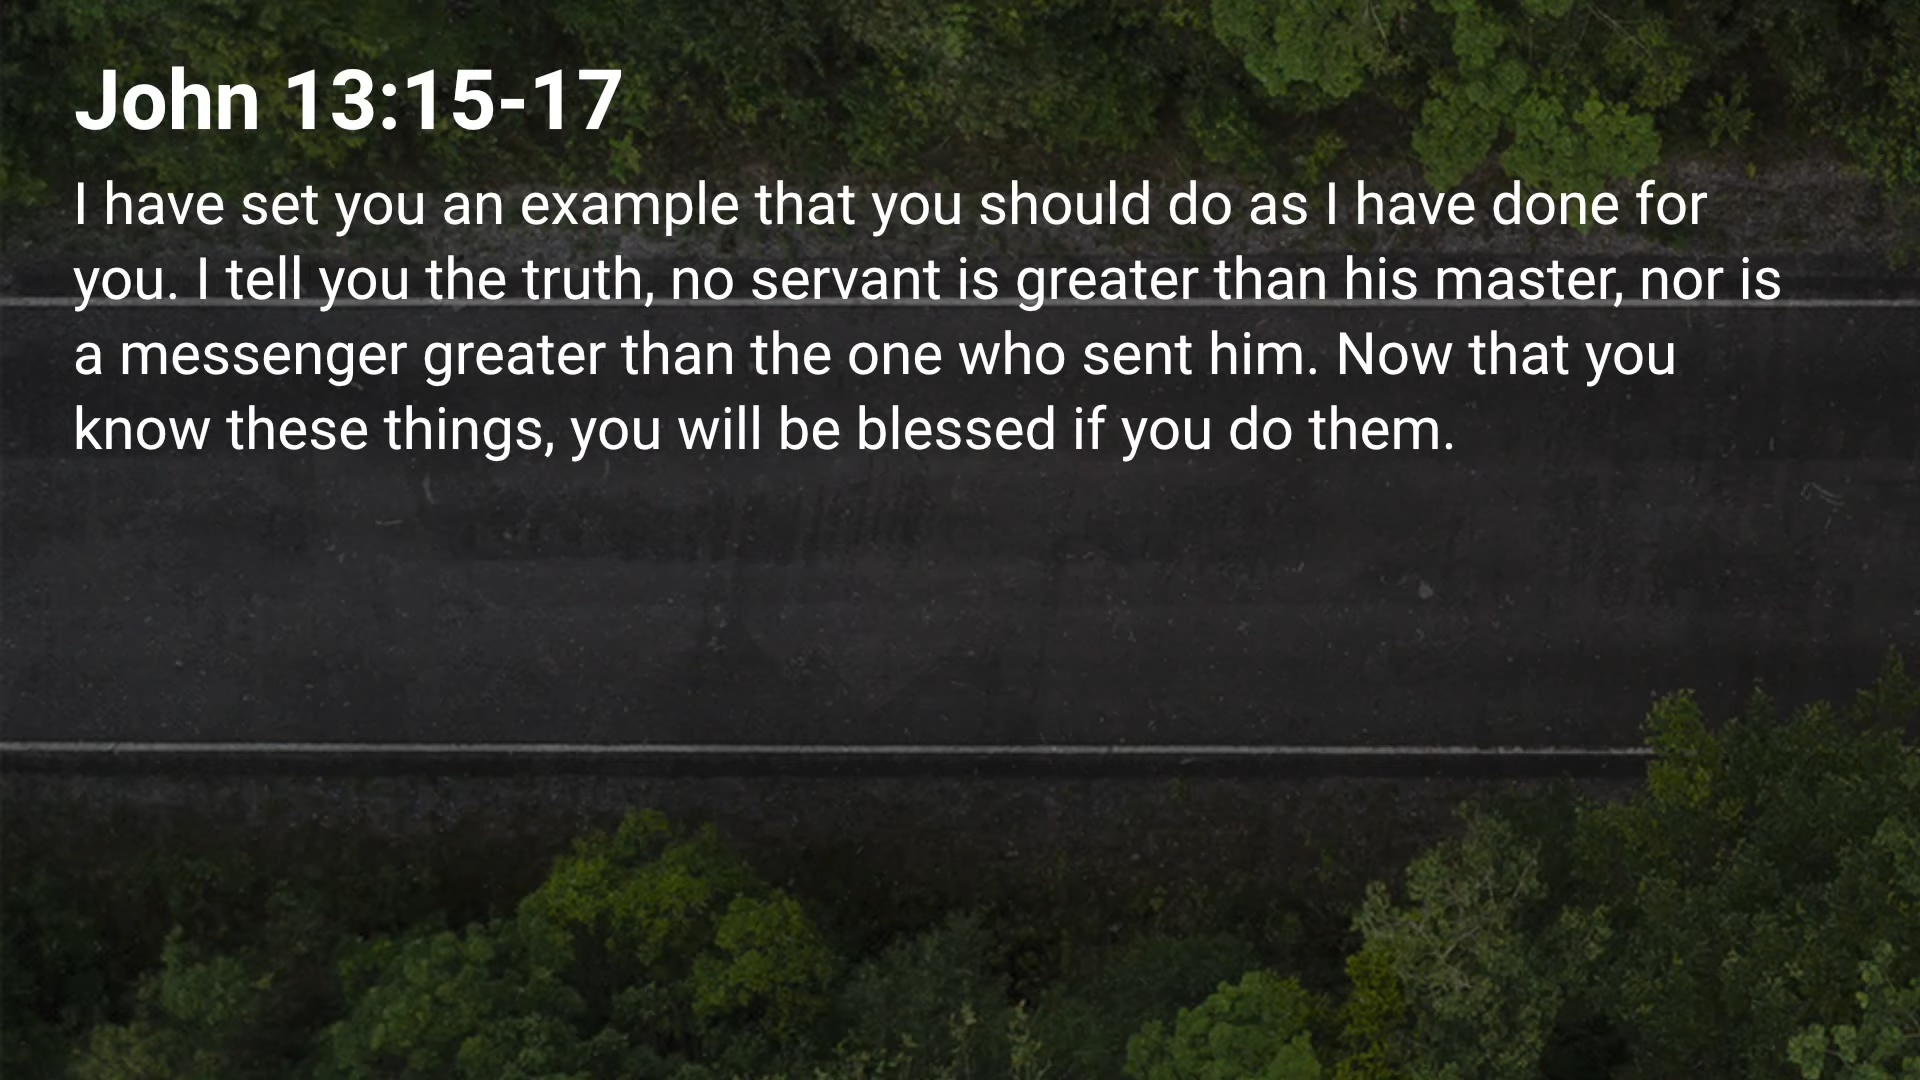 John 13:15-17
I have set you an example that you should do as I have done for
you. I tell you the truth, no servant is greater than his master, nor is
a messenger greater than the one who sent him. Now that you
know these things, you will be blessed if you do them.